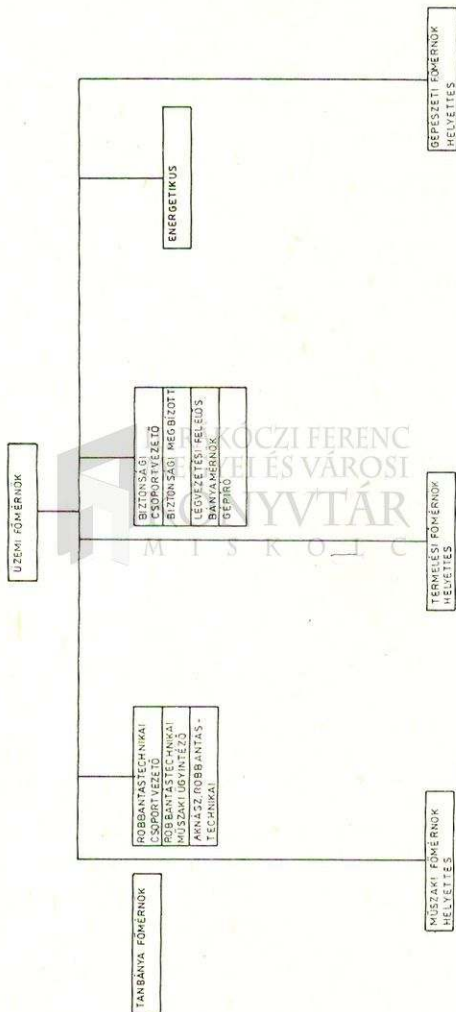 ÜZEMI FŐMÉRNÖK
TANBÁNYA FŐMÉRNÖK
ROBBANTÁSTECHNIKAI
CSOPORTVEZETŐ
ROBBANTÁSTECHNIKAI
MŰSZAKI ÜGYINTÉZŐ
AKNÁSZ, ROBBANTÁS-
TECHNIKAI
BIZTONSÁGI
CSOPORTVEZETŐ
BIZTONSÁGI MEGBÍZOTT
LÉGVEZETÉSI FELELŐS
BÁNYAMÉRNÖK
GÉPIRÓ
ENERGETIKUS
MŰSZAKI FŐMÉRNÖK
HELYETTES
TERMELÉSI FŐMÉRNÖK
HELYETTES
GÉPÉSZETI FŐMÉRNÖK
HELYETTES
RÁKÓCZI FERENC
MEGYEI ÉS VÁROSI
KÖNYVTÁR
MISKOLC